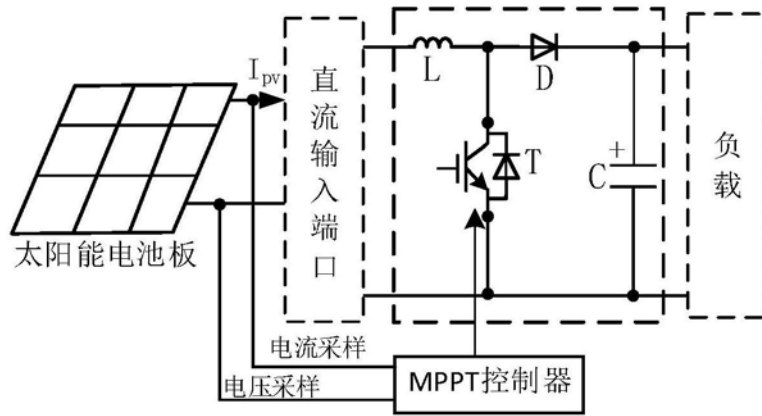 I_pv
直流输入端口
L
D
T
+
C
负载
太阳能电池板
电流采样
电压采样
MPPT控制器